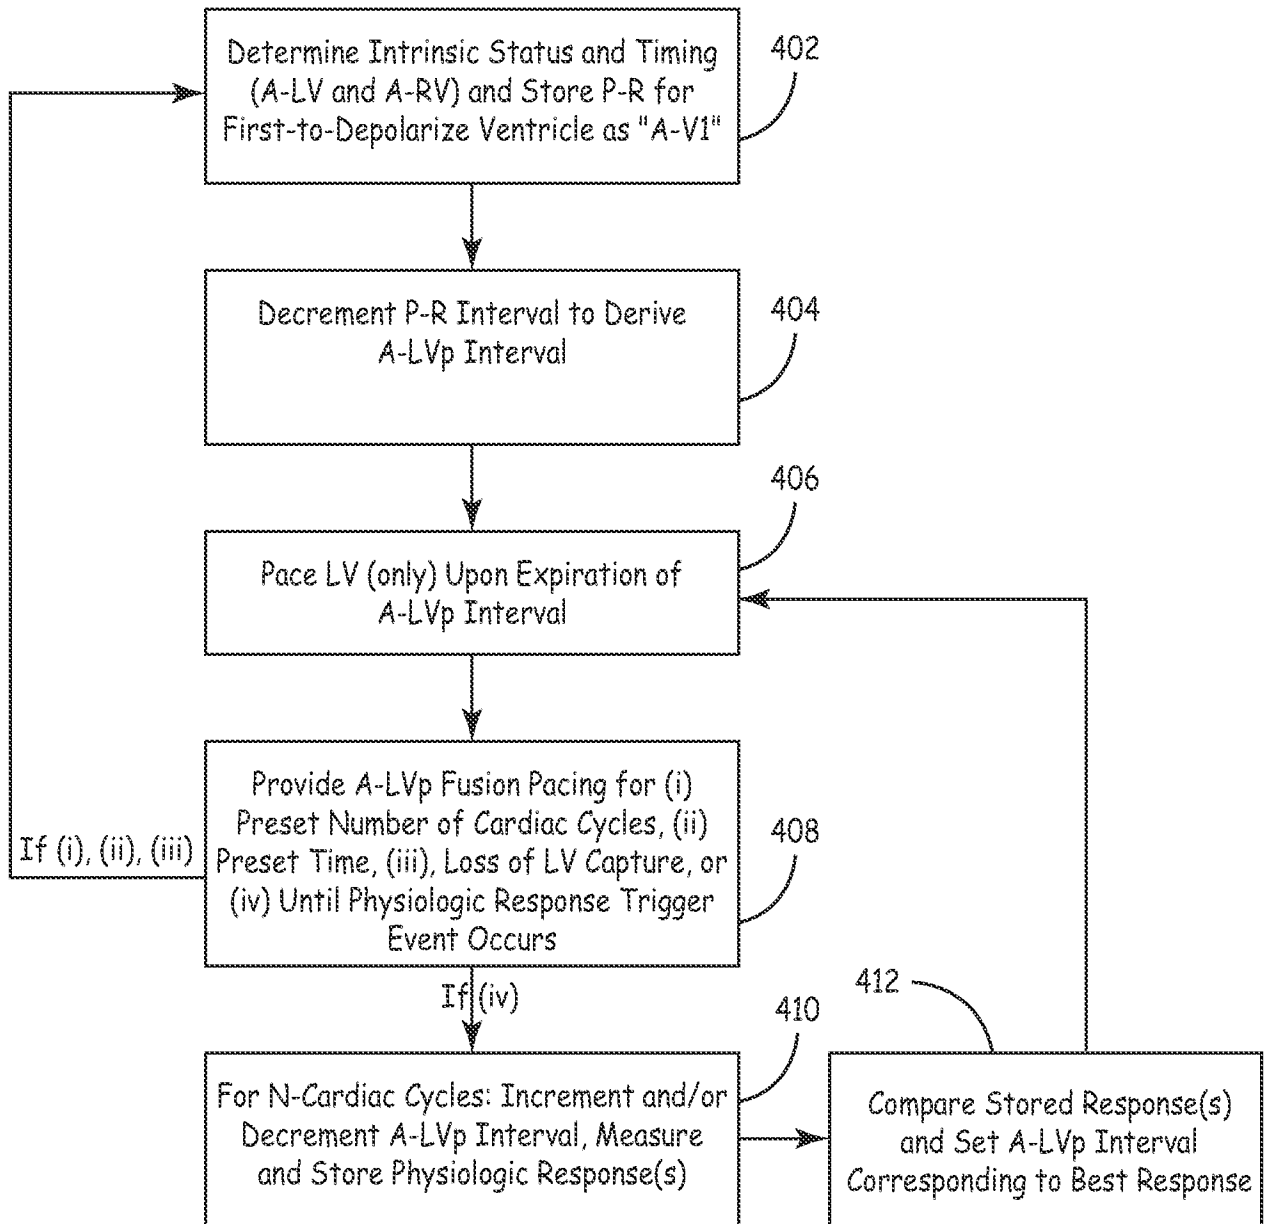 Determine Intrinsic Status and Timing
(A-LV and A-RV) and Store P-R for
First-to-Depolarize Ventricle as "A-V1"
402
Decrement P-R Interval to Derive
A-LVp Interval
404
Pace LV (only) Upon Expiration of
A-LVp Interval
406
Provide A-LVp Fusion Pacing for (i)
Preset Number of Cardiac Cycles, (ii)
Preset Time, (iii), Loss of LV Capture, or
(iv) Until Physiologic Response Trigger
Event Occurs
408
If (i), (ii), (iii)
If (iv)
For N-Cardiac Cycles: Increment and/or
Decrement A-LVp Interval, Measure
and Store Physiologic Response(s)
410
412
Compare Stored Response(s)
and Set A-LVp Interval
Corresponding to Best Response